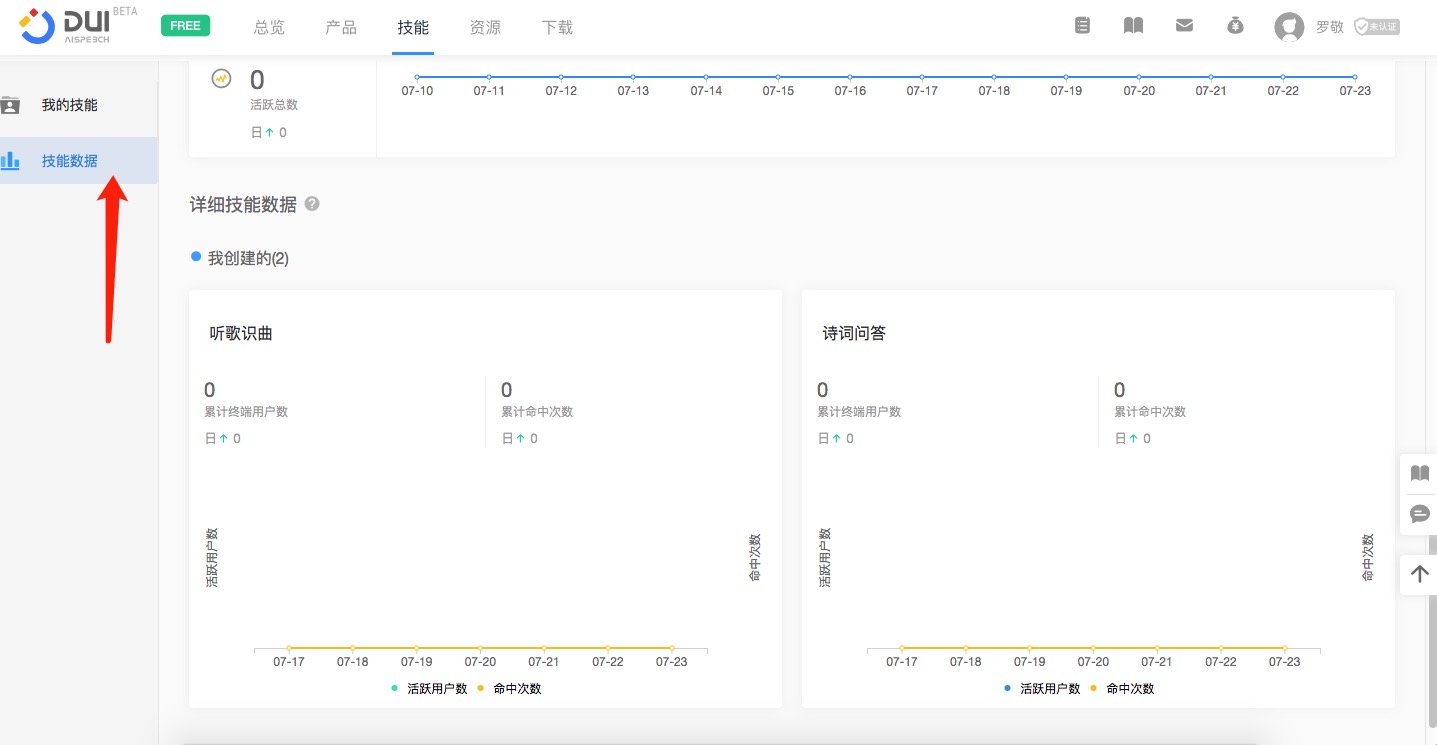 DUI BETA
AISPEECH
FREE
总览 产品 技能 资源 下载
罗敬 未认证
我的技能
技能数据
0
活跃总数
日↑ 0
07-10 07-11 07-12 07-13 07-14 07-15 07-16 07-17 07-18 07-19 07-20 07-21 07-22 07-23
详细技能数据 ?
我创建的(2)
听歌识曲
0
累计终端用户数
日↑ 0
0
累计命中次数
日↑ 0
活跃用户数
命中次数
07-17 07-18 07-19 07-20 07-21 07-22 07-23
活跃用户数 命中次数
诗词问答
0
累计终端用户数
日↑ 0
0
累计命中次数
日↑ 0
活跃用户数
命中次数
07-17 07-18 07-19 07-20 07-21 07-22 07-23
活跃用户数 命中次数